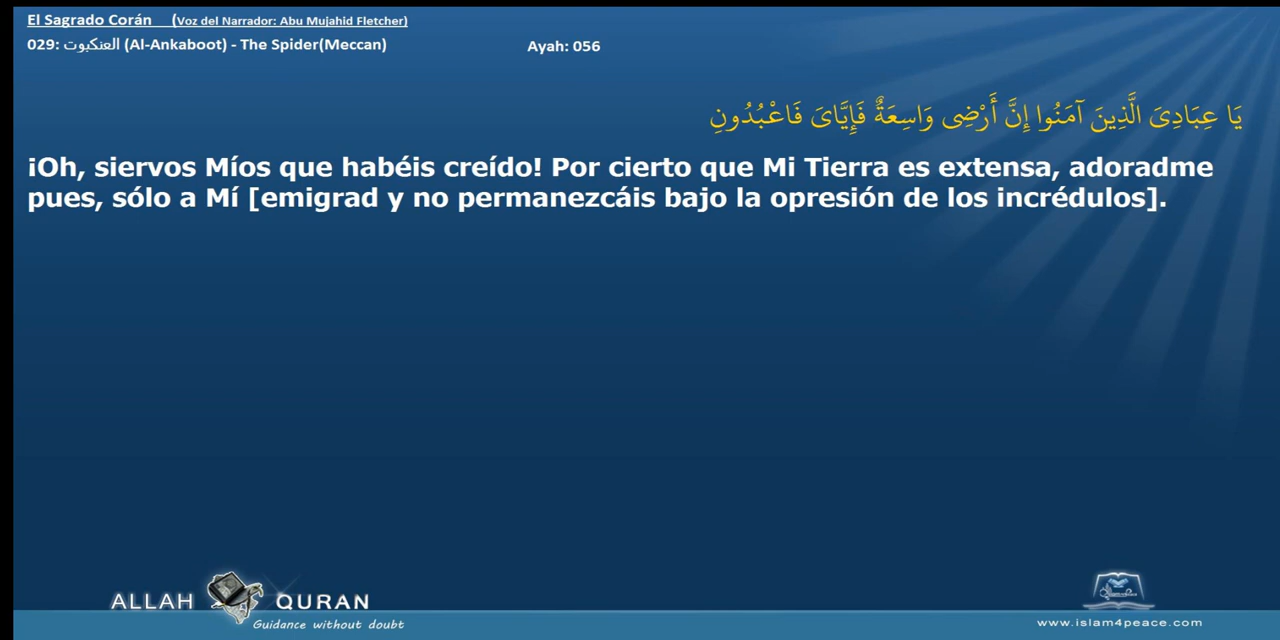 El Sagrado Corán (Voz del Narrador: Abu Mujahid Fletcher)
029: العنكبوت (Al-Ankaboot) - The Spider(Meccan) Ayah: 056
يَا عِبَادِىَ الَّذِينَ آمَنُوا إِنَّ أَرْضِى وَاسِعَةٌ فَإِيَّاىَ فَاعْبُدُونِ
¡Oh, siervos Míos que habéis creído! Por cierto que Mi Tierra es extensa, adoradme
pues, sólo a Mí [emigrad y no permanezcáis bajo la opresión de los incrédulos].
ALLAH QURAN
Guidance without doubt
www.islam4peace.com